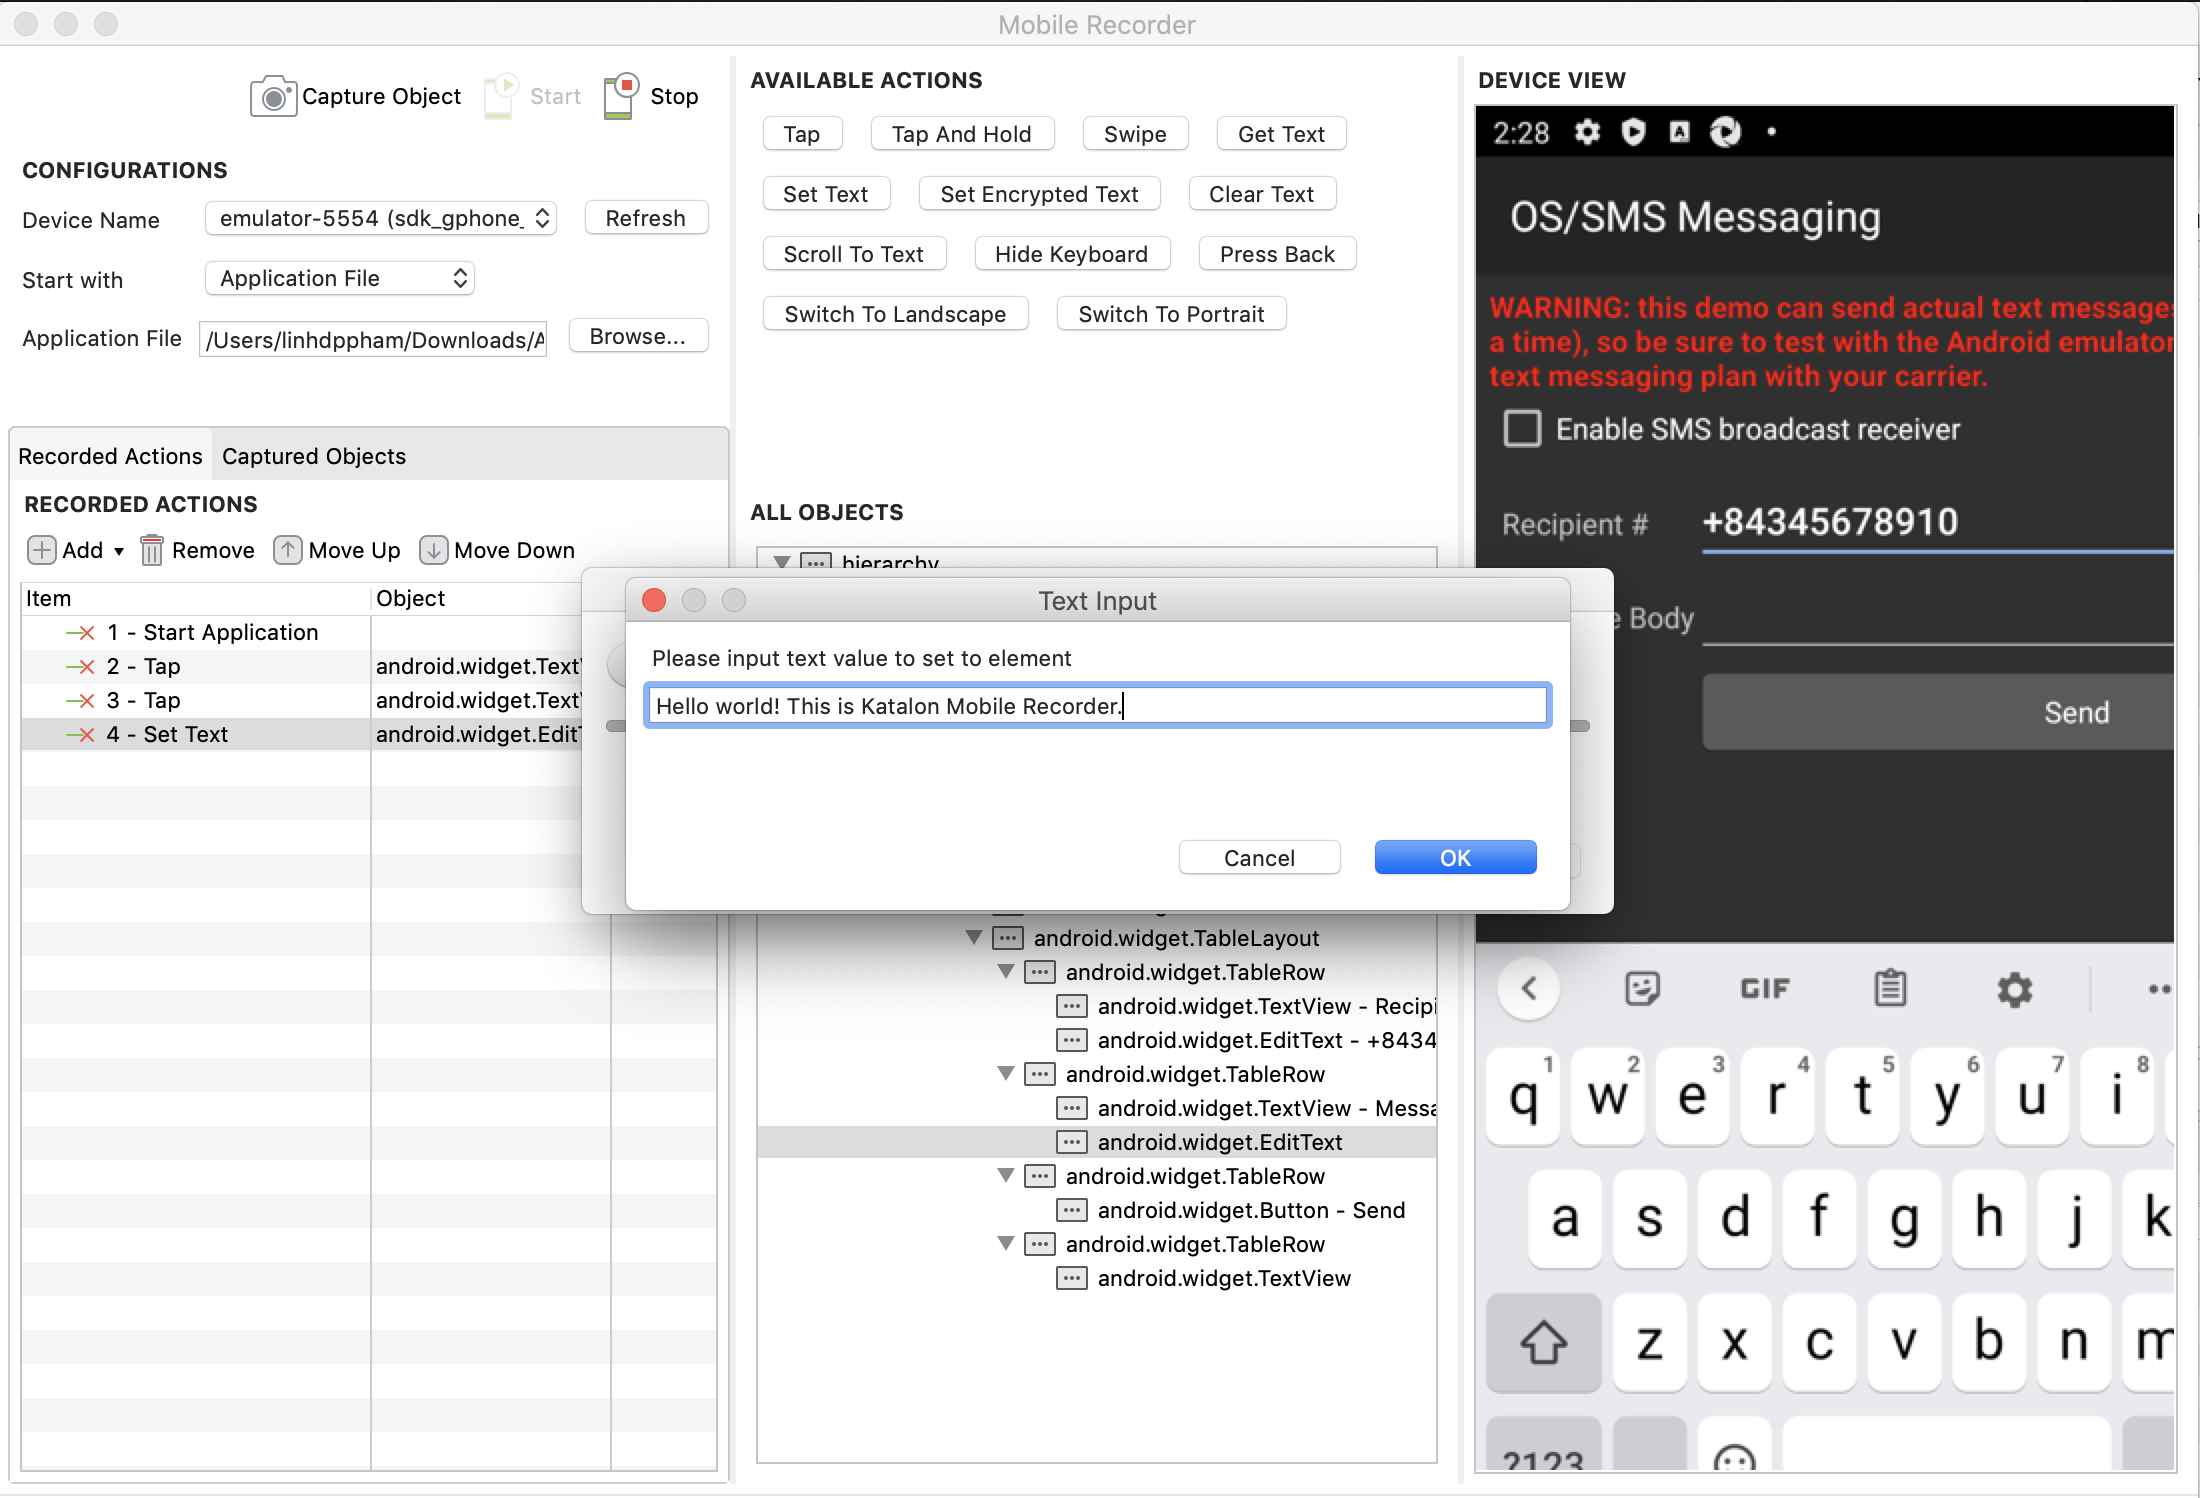 Mobile Recorder
Capture Object
Start
Stop
CONFIGURATIONS
Device Name
emulator-5554 (sdk_gphone_
Refresh
Start with
Application File
Application File
/Users/linhdppham/Downloads/A
Browse...
Recorded Actions
Captured Objects
RECORDED ACTIONS
Add
Remove
Move Up
Move Down
Item
Object
1 - Start Application
2 - Tap
android.widget.Text
3 - Tap
android.widget.Text
4 - Set Text
android.widget.Edit
AVAILABLE ACTIONS
Tap
Tap And Hold
Swipe
Get Text
Set Text
Set Encrypted Text
Clear Text
Scroll To Text
Hide Keyboard
Press Back
Switch To Landscape
Switch To Portrait
ALL OBJECTS
hierarchy
Text Input
Please input text value to set to element
Hello world! This is Katalon Mobile Recorder.
Cancel
OK
android.widget.TableLayout
android.widget.TableRow
android.widget.TextView - Recipi
android.widget.EditText - +8434
android.widget.TableRow
android.widget.TextView - Messa
android.widget.EditText
android.widget.TableRow
android.widget.Button - Send
android.widget.TableRow
android.widget.TextView
DEVICE VIEW
2:28
A
OS/SMS Messaging
WARNING: this demo can send actual text messages
a time), so be sure to test with the Android emulator
text messaging plan with your carrier.
Enable SMS broadcast receiver
Recipient #
+84345678910
e Body
Send
GIF
q 1 w 2 e 3 r 4 t 5 y 6 u 7 i 8
a s d f g h j k
z x c v b n m
?123